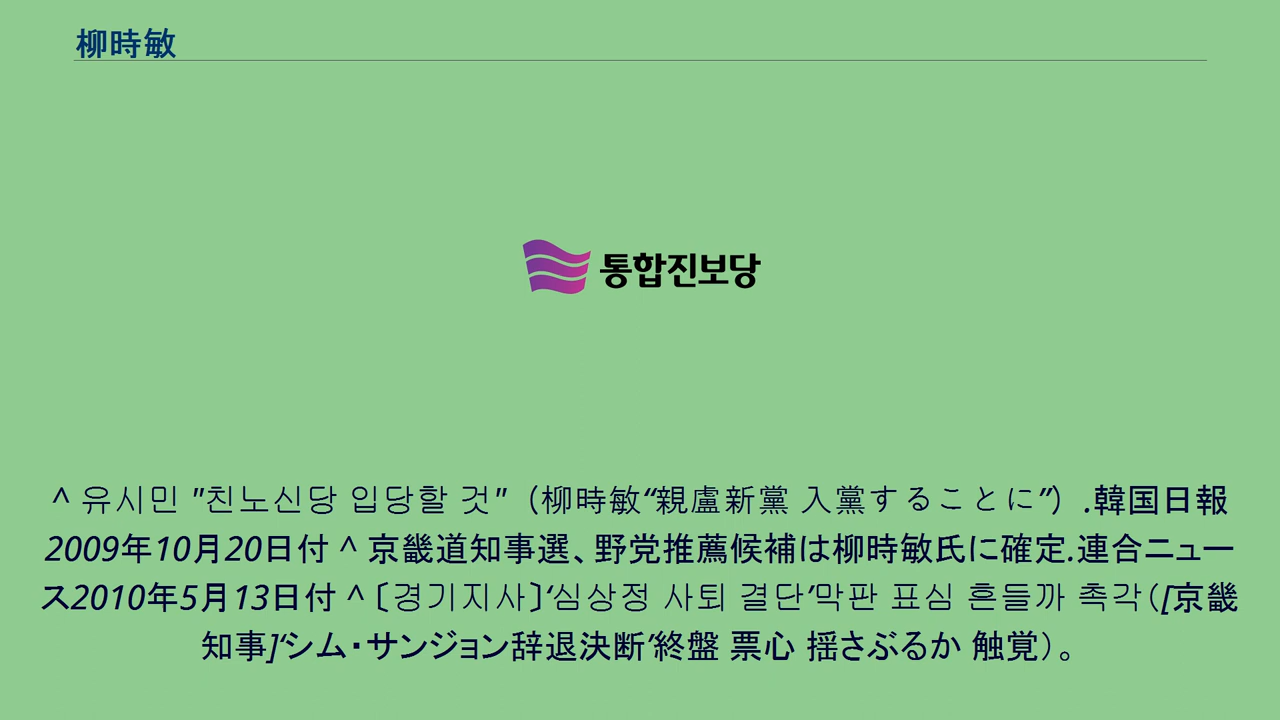 柳時敏
통합진보당
^ 유시민 "친노신당 입당할 것"（柳時敏“親盧新黨 入黨することに”）.韓国日報
2009年10月20日付 ^ 京畿道知事選、野党推薦候補は柳時敏氏に確定.連合ニュー
ス2010年5月13日付 ^〔경기지사〕‘심상정 사퇴 결단’막판 표심 흔들까 촉각（[京畿
知事]‘シム・サンジョン辞退決断’終盤 票心 揺さぶるか 触覚）。